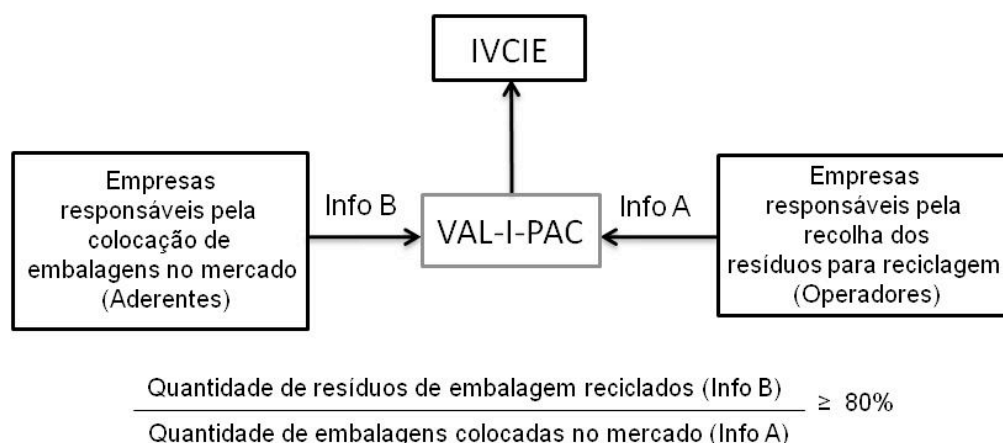 IVCIE
Empresas
responsáveis pela
colocação de
embalagens no mercado
(Aderentes)
Info B
VAL-I-PAC
Info A
Empresas
responsáveis pela
recolha dos
resíduos para reciclagem
(Operadores)
Quantidade de resíduos de embalagem reciclados (Info B)
≥ 80%
Quantidade de embalagens colocadas no mercado (Info A)